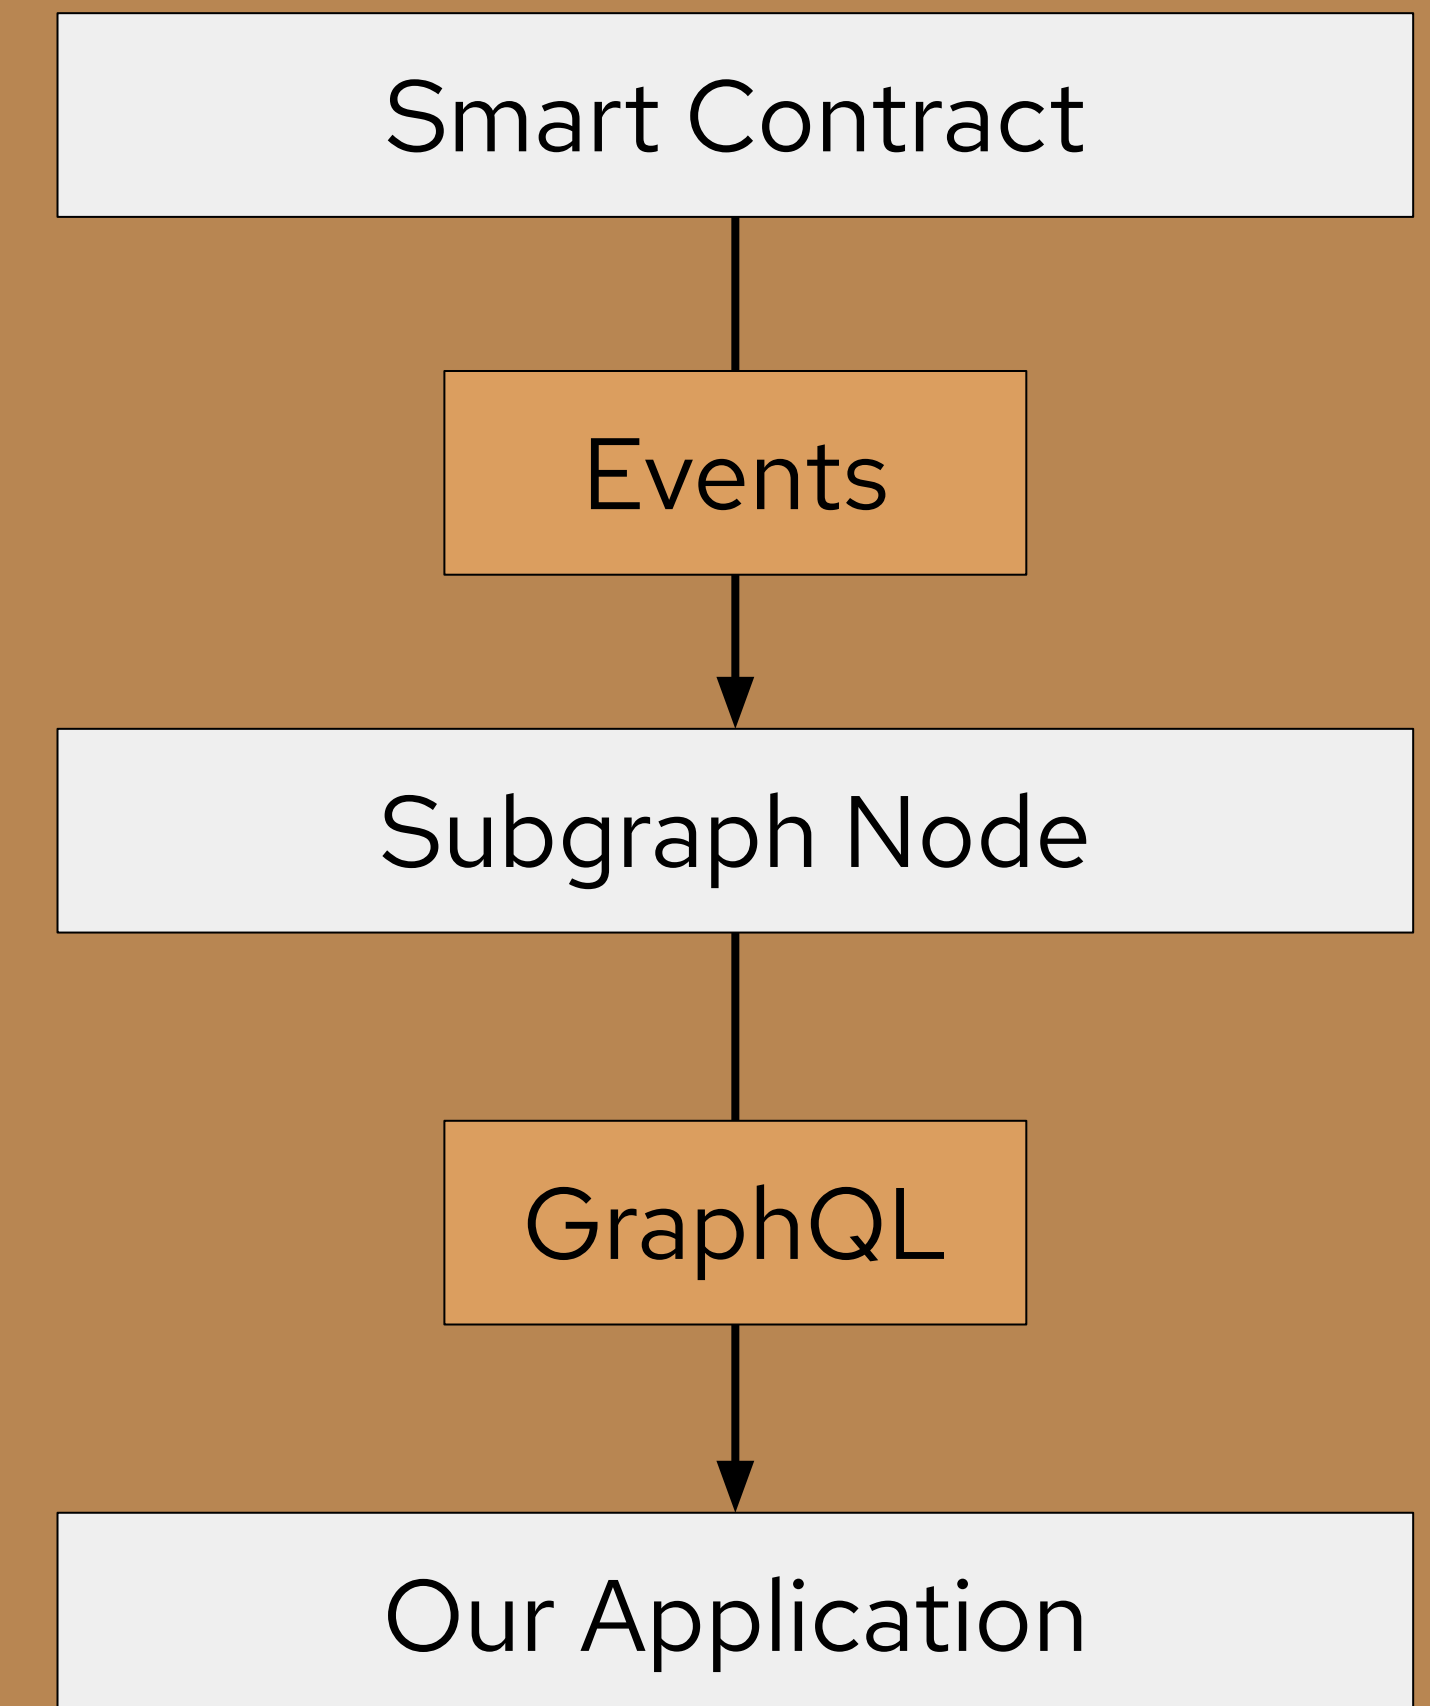 Smart Contract
Events
Subgraph Node
GraphQL
Our Application